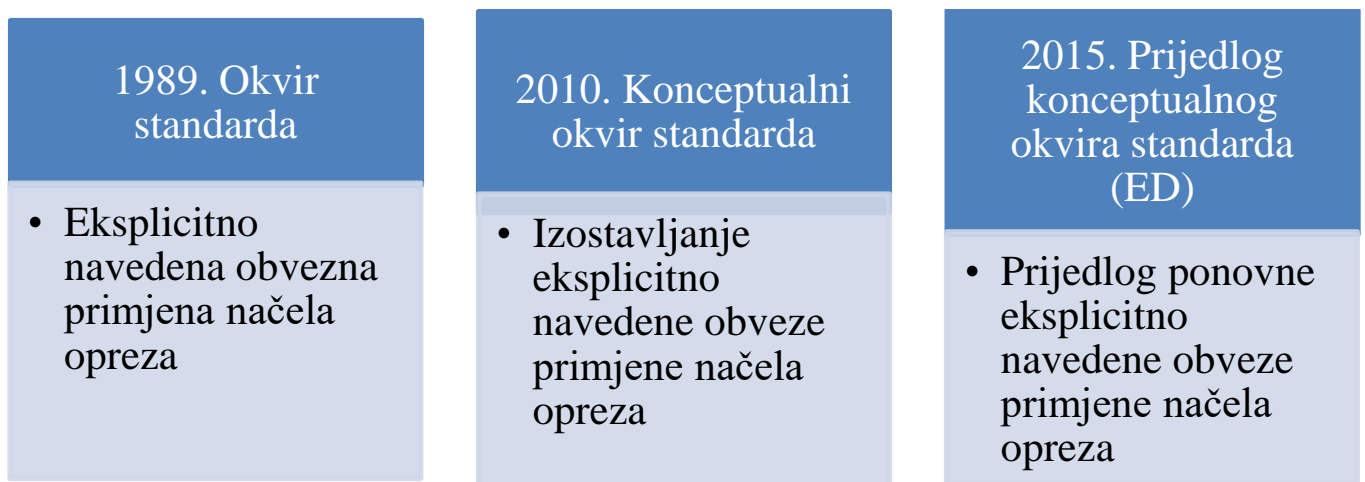 1989. Okvir
standarda
• Eksplicitno
navedena obvezna
primjena načela
opreza
2010. Konceptualni
okvir standarda
• Izostavljanje
eksplicitno
navedene obveze
primjene načela
opreza
2015. Prijedlog
konceptualnog
okvira standarda
(ED)
• Prijedlog ponovne
eksplicitno
navedene obveze
primjene načela
opreza